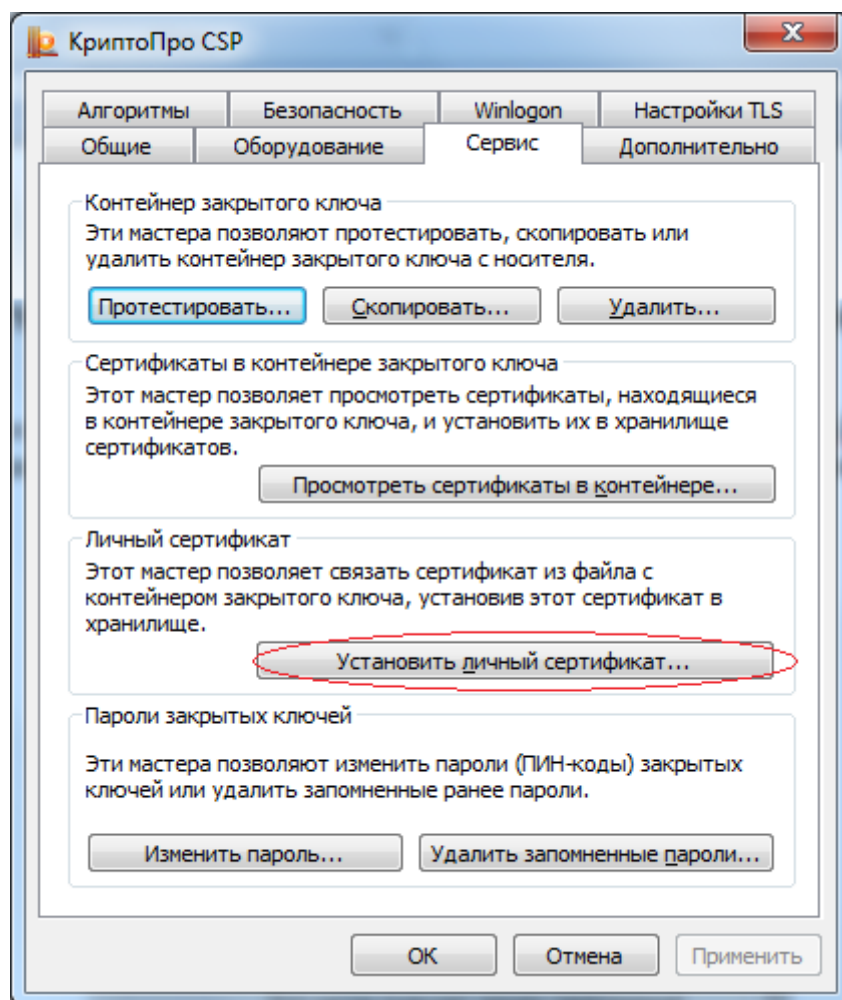 КриптоПро CSP
Алгоритмы Безопасность Winlogon Настройки TLS
Общие Оборудование Сервис Дополнительно
Контейнер закрытого ключа
Эти мастера позволяют протестировать, скопировать или
удалить контейнер закрытого ключа с носителя.
Протестировать... Скопировать... Удалить...
Сертификаты в контейнере закрытого ключа
Этот мастер позволяет просмотреть сертификаты, находящиеся
в контейнере закрытого ключа, и установить их в хранилище
сертификатов.
Просмотреть сертификаты в контейнере...
Личный сертификат
Этот мастер позволяет связать сертификат из файла с
контейнером закрытого ключа, установив этот сертификат в
хранилище.
Установить личный сертификат...
Пароли закрытых ключей
Эти мастера позволяют изменить пароли (ПИН-коды) закрытых
ключей или удалить запомненные ранее пароли.
Изменить пароль... Удалить запомненные пароли...
ОК Отмена Применить